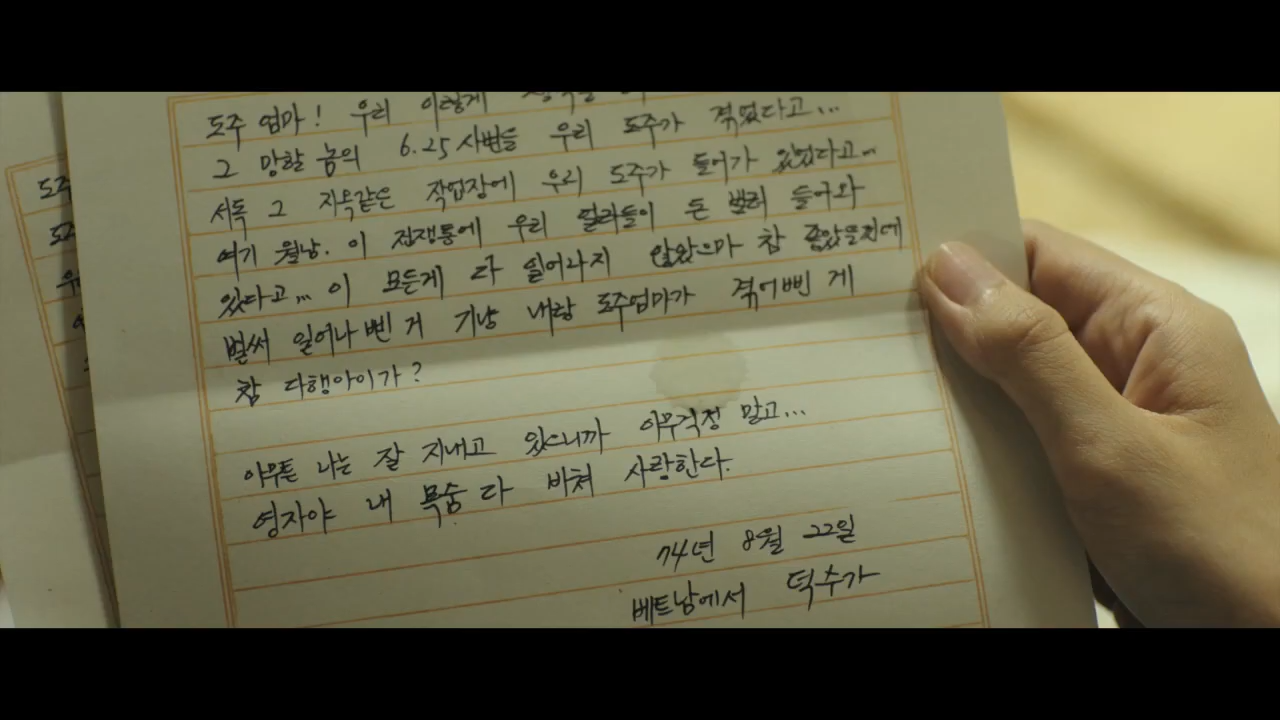 도주 엄마! 우리 이렇게
그 망할 놈의 6.25 사변을 우리 도주가 겪었다고...
서독 그 지옥같은 작업장에 우리 도주가 들어가 있었다고...
여기 월남. 이 전쟁통에 우리 얼라들이 돈 벌러 들어와
있다고... 이 모든게 다 일어나지 않았으마 참 좋았을낀데
벌써 일어나삔 거 기냥 내랑 도주엄마가 겪어삔 게
참 다행아이가?
아무튼 나는 잘 지내고 있으니까 아무걱정 말고...
영자야 내 목숨 다 바쳐 사랑한다.
74년 8월 22일
베트남에서 덕수가
도주